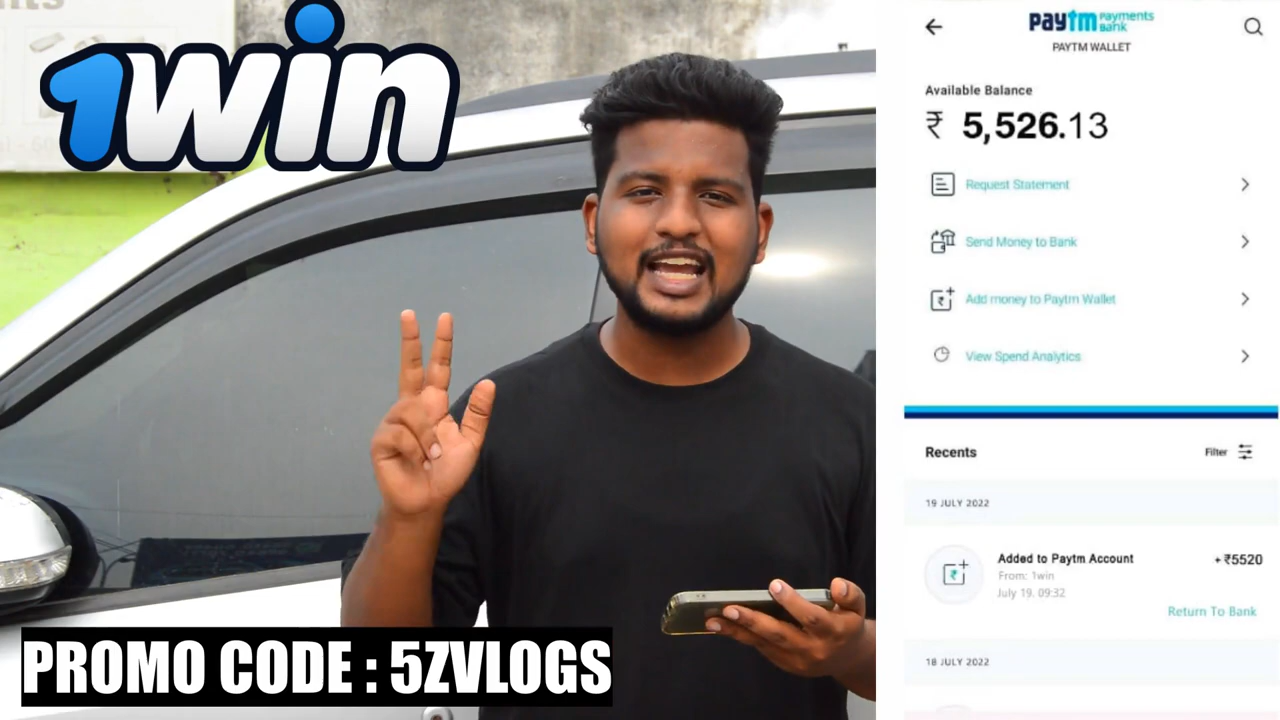 1win
PROMO CODE : 5ZVLOGS
paytm payments bank
PAYTM WALLET
Available Balance
₹ 5,526.13
Request Statement
Send Money to Bank
Add money to Paytm Wallet
View Spend Analytics
Recents
Filter
19 JULY 2022
Added to Paytm Account
+ ₹5520
From: 1win
July 19. 09:32
Return To Bank
18 JULY 2022